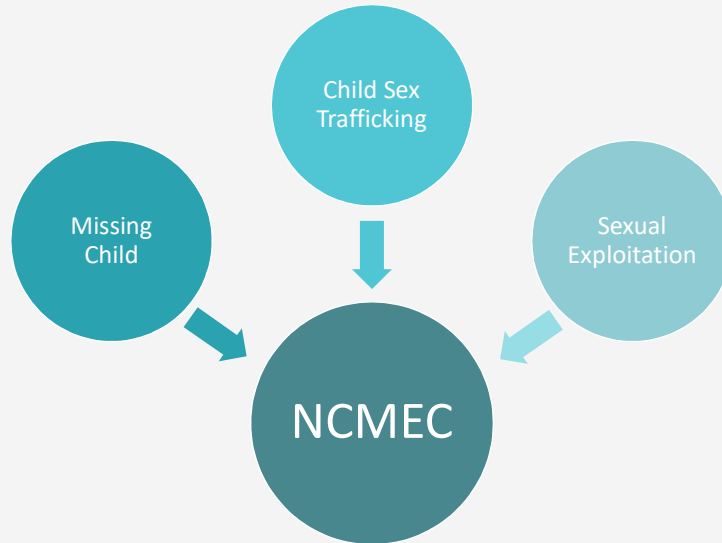 Child Sex
Trafficking
Missing
Child
Sexual
Exploitation
NCMEC